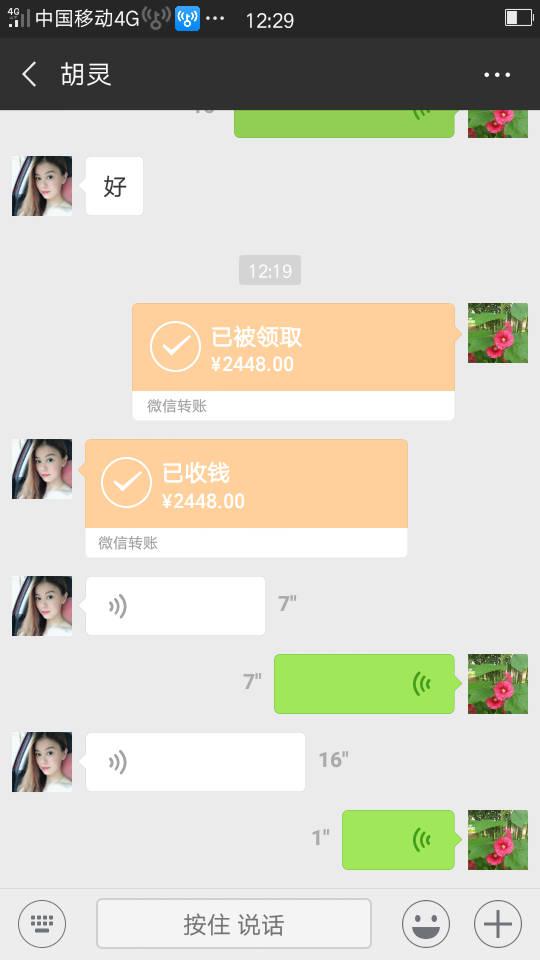 4G 中国移动4G ••• 12:29
胡灵
好
12:19
已被领取
¥2448.00
微信转账
已收钱
¥2448.00
微信转账
7"
7"
16"
1"
按住 说话